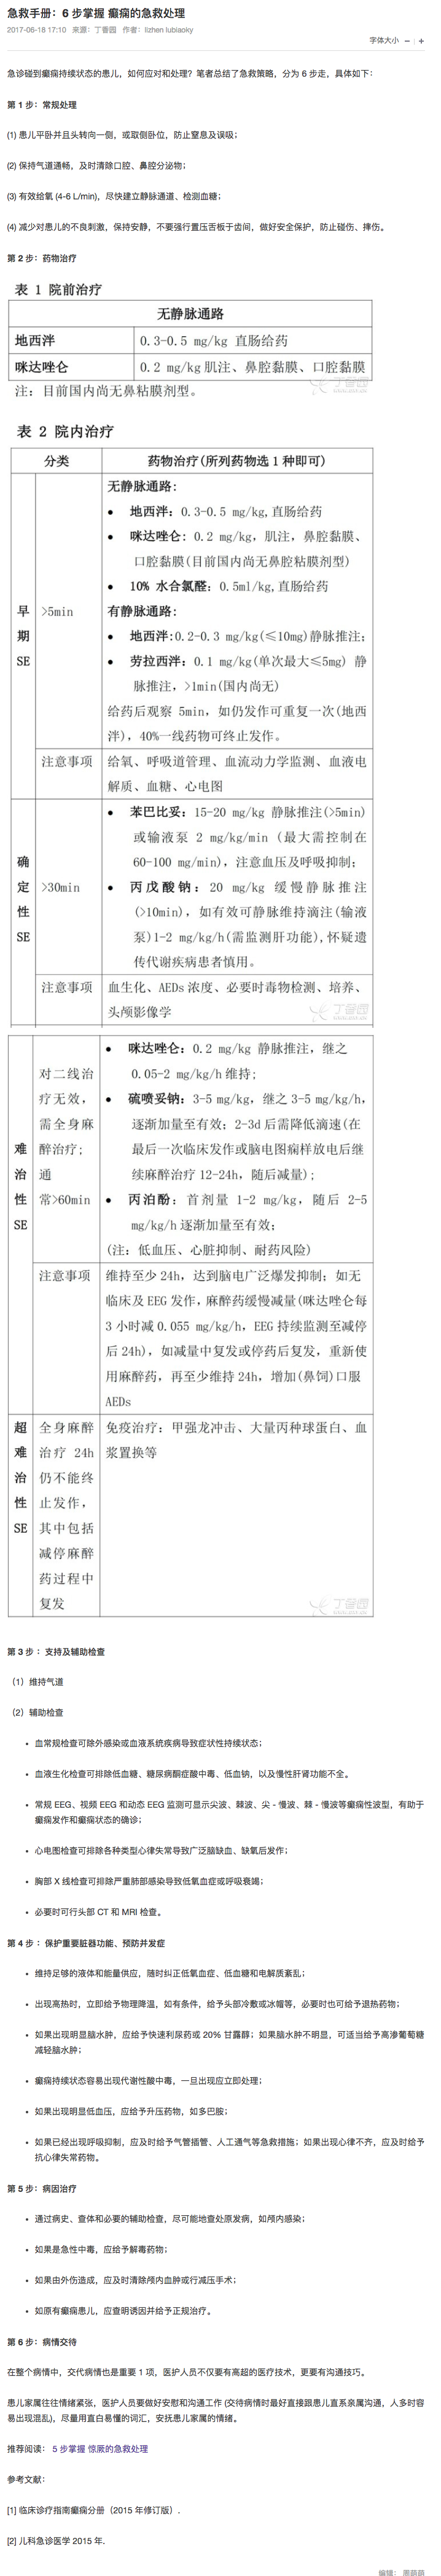 急救手册：6 步掌握 癫痫的急救处理
2017-06-18 17:10 来源：丁香园 作者：lizhen lubiaoky
字体大小 － | ＋
急诊碰到癫痫持续状态的患儿，如何应对和处理？笔者总结了急救策略，分为 6 步走，具体如下：
第 1 步：常规处理
(1) 患儿平卧并且头转向一侧，或取侧卧位，防止窒息及误吸；
(2) 保持气道通畅，及时清除口腔、鼻腔分泌物；
(3) 有效给氧 (4-6 L/min)，尽快建立静脉通道、检测血糖；
(4) 减少对患儿的不良刺激，保持安静，不要强行置压舌板于齿间，做好安全保护，防止碰伤、摔伤。
第 2 步：药物治疗
表 1 院前治疗
无静脉通路
地西泮 0.3-0.5 mg/kg 直肠给药
咪达唑仑 0.2 mg/kg 肌注、鼻腔黏膜、口腔黏膜
注：目前国内尚无鼻粘膜剂型。
丁香园
表 2 院内治疗
分类 药物治疗(所列药物选 1 种即可)
早期 SE
>5min
无静脉通路：
● 地西泮：0.3-0.5 mg/kg,直肠给药
● 咪达唑仑：0.2 mg/kg，肌注，鼻腔黏膜、
口腔黏膜(目前国内尚无鼻腔粘膜剂型)
● 10% 水合氯醛：0.5ml/kg,直肠给药
有静脉通路：
● 地西泮:0.2-0.3 mg/kg(≤10mg)静脉推注；
● 劳拉西泮：0.1 mg/kg(单次最大≤5mg) 静
脉推注，>1min(国内尚无)
给药后观察 5min，如仍发作可重复一次(地西
泮)，40%一线药物可终止发作。
注意事项
给氧、呼吸道管理、血流动力学监测、血液电
解质、血糖、心电图
确定性 SE
>30min
● 苯巴比妥：15-20 mg/kg 静脉推注(>5min)
或输液泵 2 mg/kg/min (最大需控制在
60-100 mg/min)，注意血压及呼吸抑制；
● 丙戊酸钠：20 mg/kg 缓慢静脉推注
(>10min)，如有效可静脉维持滴注(输液
泵)1-2 mg/kg/h(需监测肝功能),怀疑遗
传代谢疾病患者慎用。
注意事项
血生化、AEDs 浓度、必要时毒物检测、培养、
头颅影像学
丁香园
难治性 SE
对二线治
疗无效，
需全身麻
醉治疗；
通
常>60min
● 咪达唑仑：0.2 mg/kg 静脉推注，继之
0.05-2 mg/kg/h 维持；
● 硫喷妥钠：3-5 mg/kg，继之 3-5 mg/kg/h，
逐渐加量至有效；2-3d 后需降低滴速(在
最后一次临床发作或脑电图痫样放电后继
续麻醉治疗 12-24h，随后减量)；
● 丙泊酚：首剂量 1-2 mg/kg，随后 2-5
mg/kg/h 逐渐加量至有效；
(注：低血压、心脏抑制、耐药风险)
注意事项
维持至少 24h，达到脑电广泛爆发抑制；如无
临床及 EEG 发作，麻醉药缓慢减量(咪达唑仑每
3 小时减 0.055 mg/kg/h，EEG 持续监测至减停
后 24h)，如减量中复发或停药后复发，重新使
用麻醉药，再至少维持 24h，增加(鼻饲)口服
AEDs
超难治性 SE
全身麻醉
治疗 24h
仍不能终
止发作，
其中包括
减停麻醉
药过程中
复发
免疫治疗：甲强龙冲击、大量丙种球蛋白、血
浆置换等
丁香园
第 3 步 ：支持及辅助检查
（1）维持气道
（2）辅助检查
• 血常规检查可除外感染或血液系统疾病导致症状性持续状态；
• 血液生化检查可排除低血糖、糖尿病酮症酸中毒、低血钠，以及慢性肝肾功能不全。
• 常规 EEG、视频 EEG 和动态 EEG 监测可显示尖波、棘波、尖 - 慢波、棘 - 慢波等癫痫性波型，有助于
癫痫发作和癫痫状态的确诊；
• 心电图检查可排除各种类型心律失常导致广泛脑缺血、缺氧后发作；
• 胸部 X 线检查可排除严重肺部感染导致低氧血症或呼吸衰竭；
• 必要时可行头部 CT 和 MRI 检查。
第 4 步 ：保护重要脏器功能、预防并发症
• 维持足够的液体和能量供应，随时纠正低氧血症、低血糖和电解质紊乱；
• 出现高热时，立即给予物理降温，如有条件，给予头部冷敷或冰帽等，必要时也可给予退热药物；
• 如果出现明显脑水肿，应给予快速利尿药或 20% 甘露醇；如果脑水肿不明显，可适当给予高渗葡萄糖
减轻脑水肿；
• 癫痫持续状态容易出现代谢性酸中毒，一旦出现应立即处理；
• 如果出现明显低血压，应给予升压药物，如多巴胺；
• 如果已经出现呼吸抑制，应及时给予气管插管、人工通气等急救措施；如果出现心律不齐，应及时给予
抗心律失常药物。
第 5 步：病因治疗
• 通过病史、查体和必要的辅助检查，尽可能地查处原发病，如颅内感染；
• 如果是急性中毒，应给予解毒药物；
• 如果由外伤造成，应及时清除颅内血肿或行减压手术；
• 如原有癫痫患儿，应查明诱因并给予正规治疗。
第 6 步：病情交待
在整个病情中，交代病情也是重要 1 项，医护人员不仅要有高超的医疗技术，更要有沟通技巧。
患儿家属往往情绪紧张，医护人员要做好安慰和沟通工作 (交待病情时最好直接跟患儿直系亲属沟通，人多时容
易出现混乱)，尽量用直白易懂的词汇，安抚患儿家属的情绪。
推荐阅读： 5 步掌握 惊厥的急救处理
参考文献：
[1] 临床诊疗指南癫痫分册（2015 年修订版）.
[2] 儿科急诊医学 2015 年.
编辑：